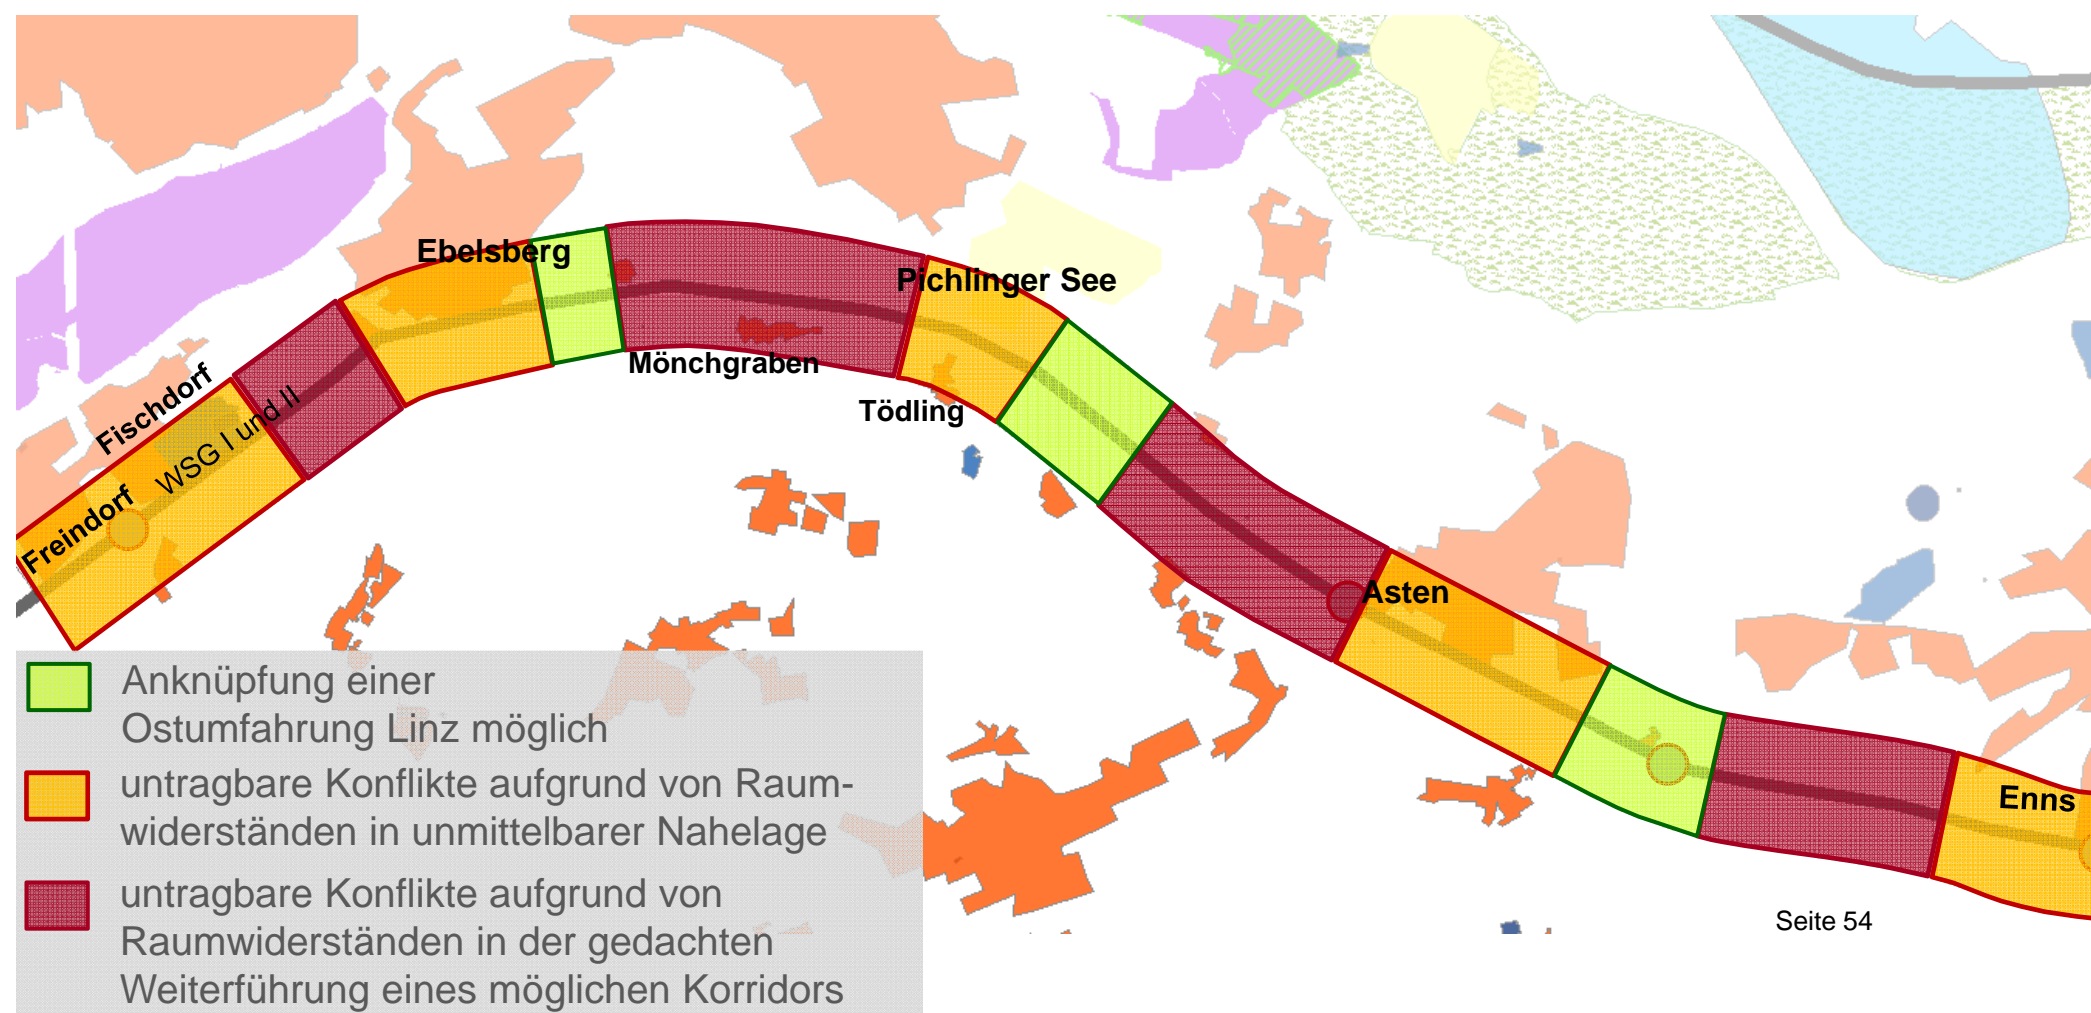 Ebelsberg
Pichlinger See
Mönchgraben
Fischdorf
WSG I und II
Tödling
Freindorf
Asten
Enns
Anknüpfung einer
Ostumfahrung Linz möglich
untragbare Konflikte aufgrund von Raum-
widerständen in unmittelbarer Nahelage
untragbare Konflikte aufgrund von
Raumwiderständen in der gedachten
Weiterführung eines möglichen Korridors
Seite 54